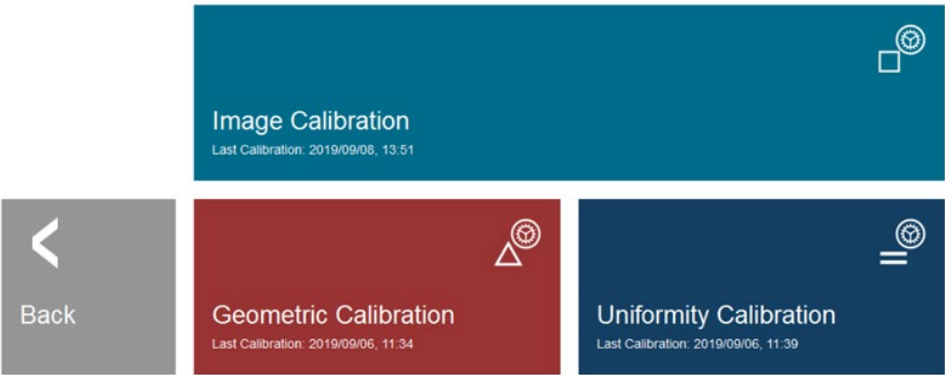 Image Calibration
Last Calibration: 2019/09/08, 13:51
Back
Geometric Calibration
Last Calibration: 2019/09/06, 11:34
Uniformity Calibration
Last Calibration: 2019/09/06, 11:39